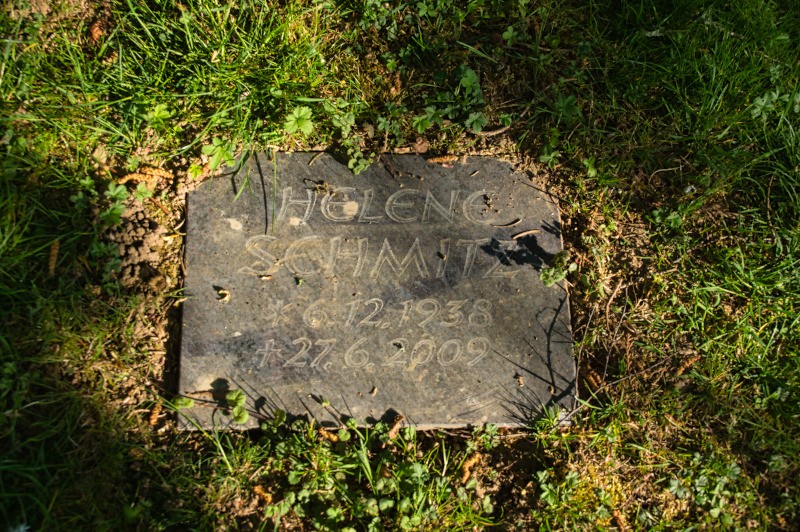 HELENE
SCHMITZ
* 6.12.1938
† 27.6.2009